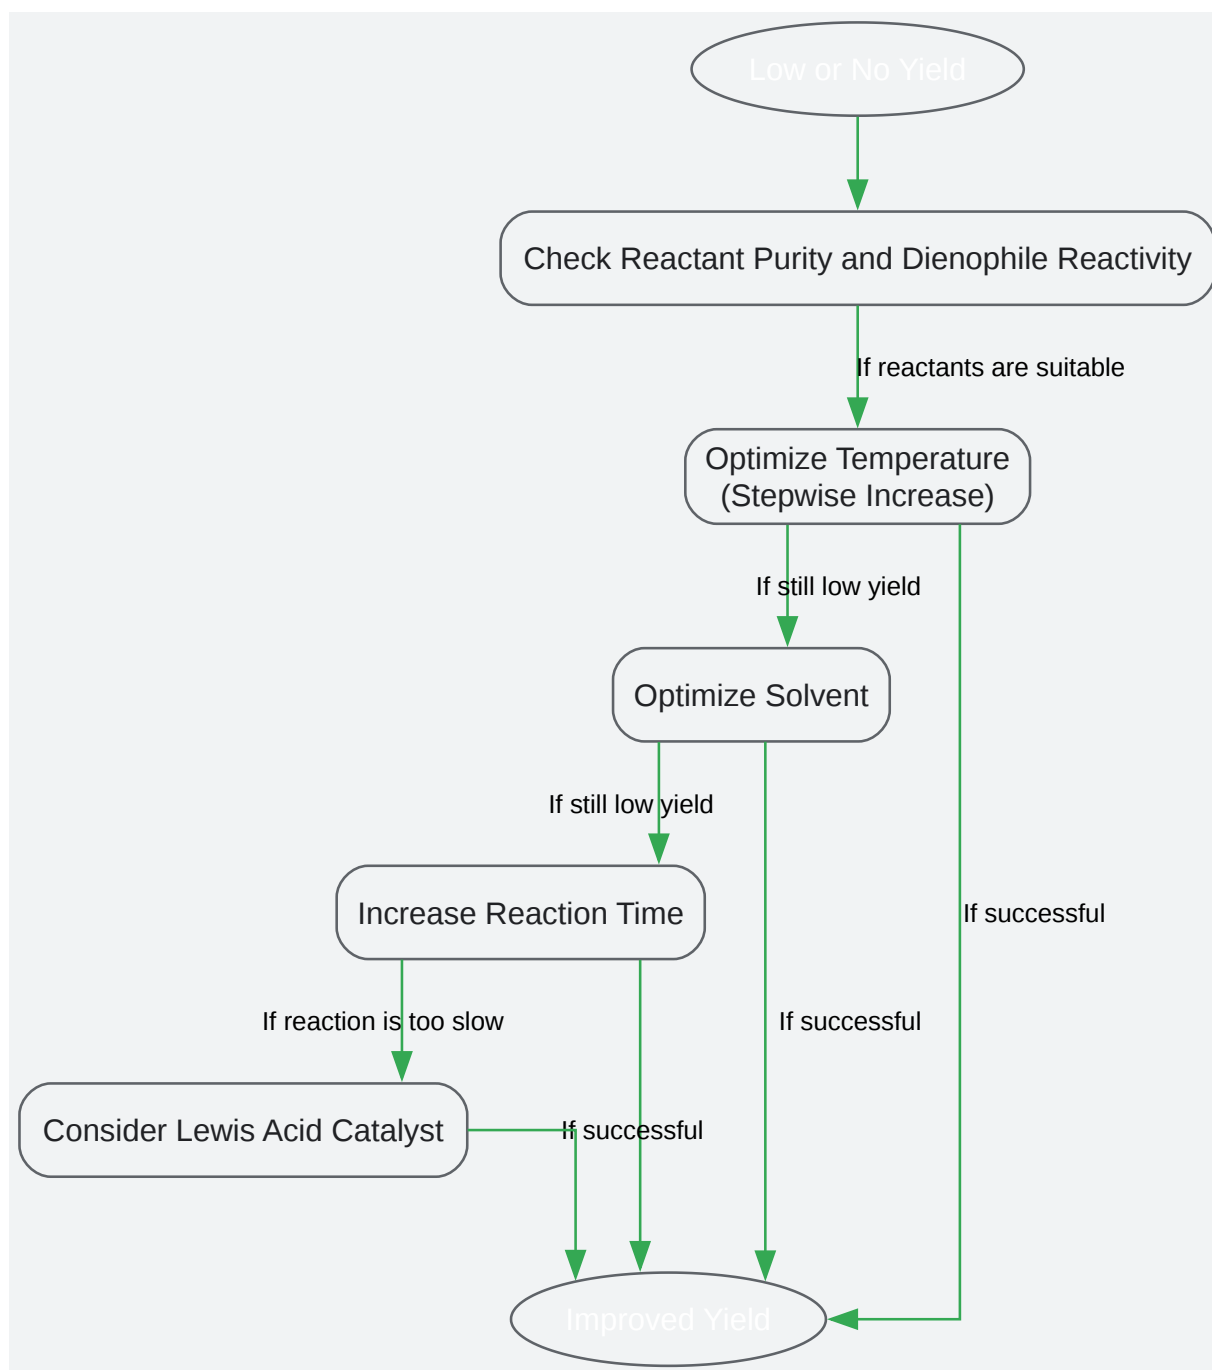 Low or No Yield
Check Reactant Purity and Dienophile Reactivity
If reactants are suitable
Optimize Temperature
(Stepwise Increase)
If still low yield
Optimize Solvent
If still low yield
Increase Reaction Time
If successful
If reaction is too slow
If successful
Consider Lewis Acid Catalyst
If successful
Improved Yield